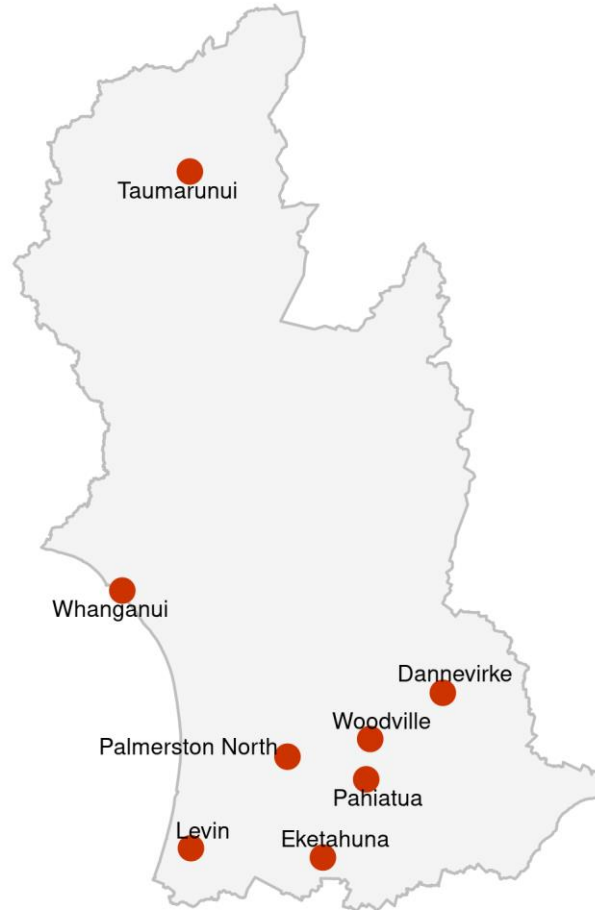 Taumarunui
Whanganui
Dannevirke
Woodville
Palmerston North
Pahiatua
Levin
Eketahuna